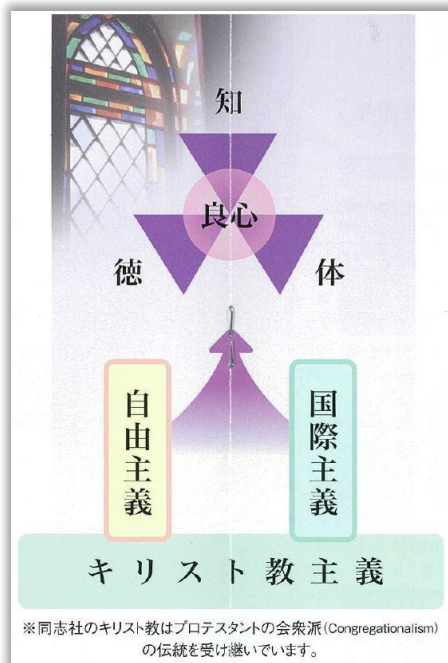 知
良心
徳
体
自由主義
国際主義
キリスト教主義
※同志社のキリスト教はプロテスタントの会衆派(Congregationalism)
の伝統を受け継いでいます。